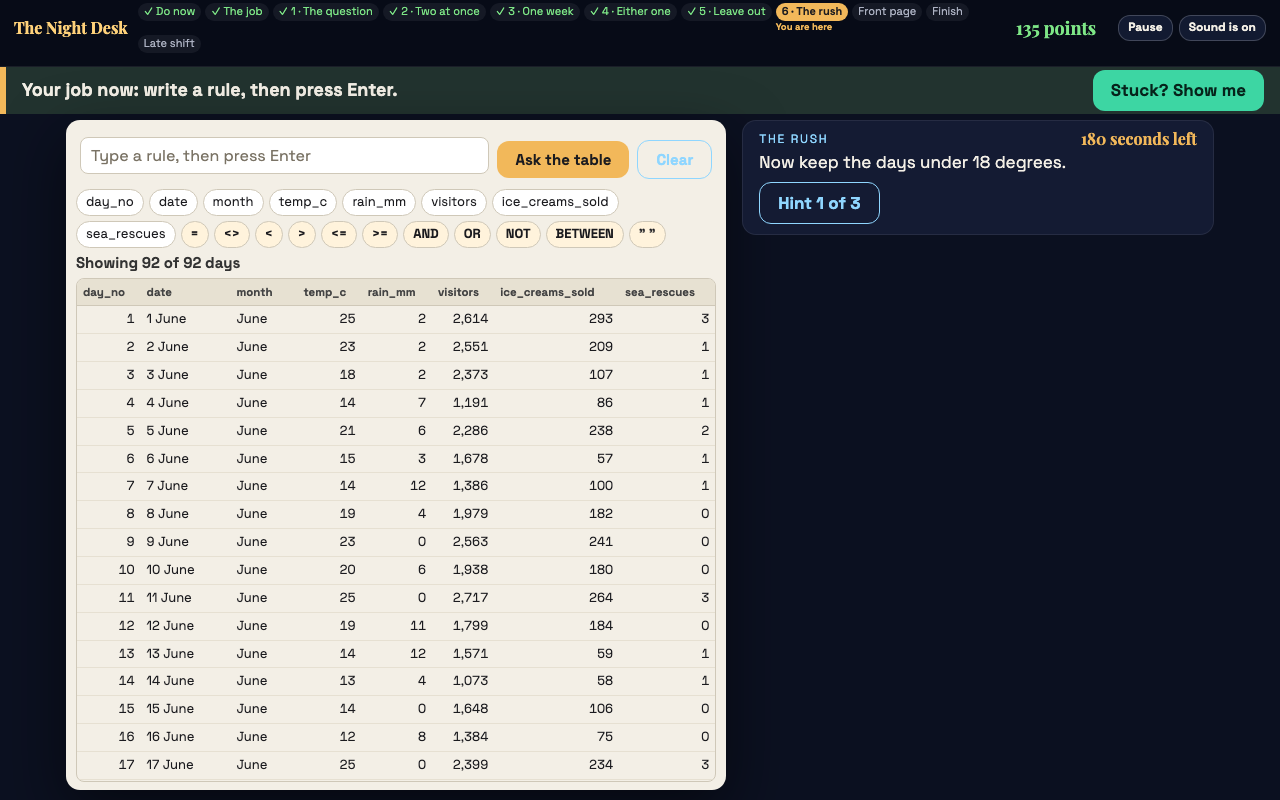 The Night Desk
✓ Do now ✓ The job ✓ 1 · The question ✓ 2 · Two at once ✓ 3 · One week ✓ 4 · Either one ✓ 5 · Leave out 6 · The rush Front page Finish
You are here
Late shift
135 points
Pause
Sound is on
Your job now: write a rule, then press Enter.
Stuck? Show me
Type a rule, then press Enter
Ask the table
Clear
day_no date month temp_c rain_mm visitors ice_creams_sold
sea_rescues = <> < > <= >= AND OR NOT BETWEEN " "
Showing 92 of 92 days
day_no date month temp_c rain_mm visitors ice_creams_sold sea_rescues
1 1 June June 25 2 2,614 293 3
2 2 June June 23 2 2,551 209 1
3 3 June June 18 2 2,373 107 1
4 4 June June 14 7 1,191 86 1
5 5 June June 21 6 2,286 238 2
6 6 June June 15 3 1,678 57 1
7 7 June June 14 12 1,386 100 1
8 8 June June 19 4 1,979 182 0
9 9 June June 23 0 2,563 241 0
10 10 June June 20 6 1,938 180 0
11 11 June June 25 0 2,717 264 3
12 12 June June 19 11 1,799 184 0
13 13 June June 14 12 1,571 59 1
14 14 June June 13 4 1,073 58 1
15 15 June June 14 0 1,648 106 0
16 16 June June 12 8 1,384 75 0
17 17 June June 25 0 2,399 234 3
THE RUSH
180 seconds left
Now keep the days under 18 degrees.
Hint 1 of 3